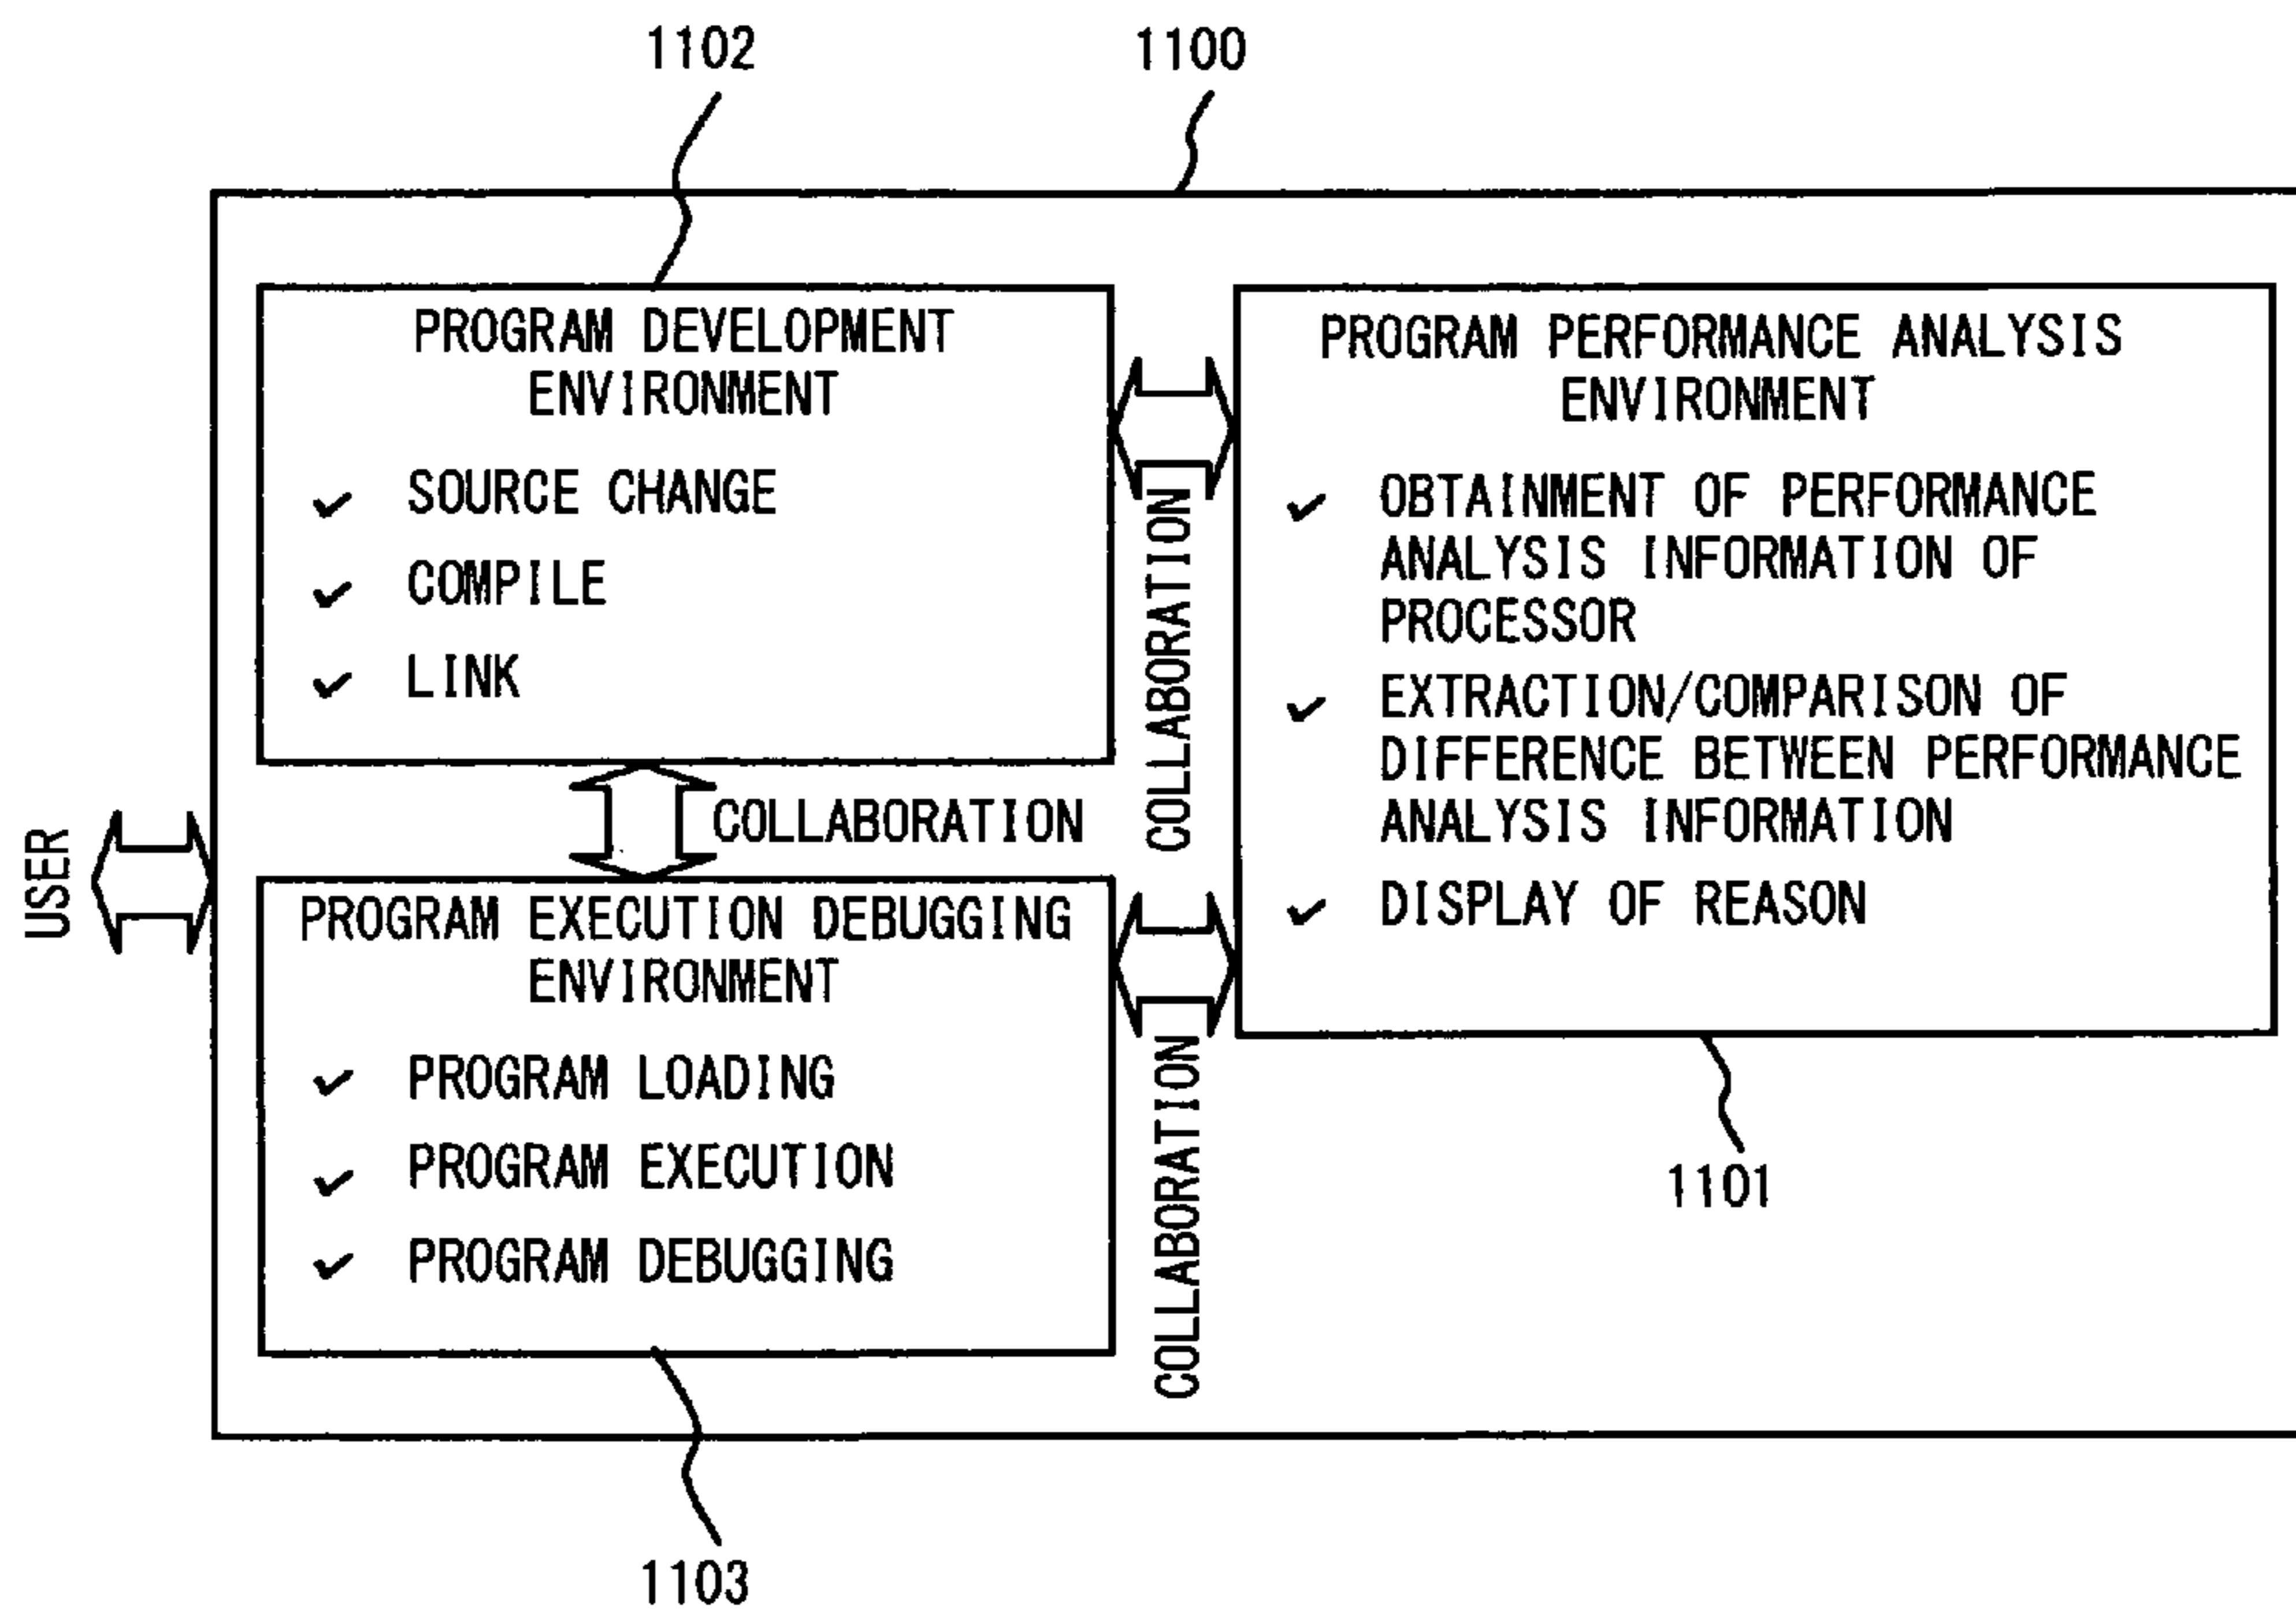 1102
1100
PROGRAM DEVELOPMENT
ENVIRONMENT
✓ SOURCE CHANGE
✓ COMPILE
✓ LINK
COLLABORATION
PROGRAM PERFORMANCE ANALYSIS
ENVIRONMENT
✓ OBTAINMENT OF PERFORMANCE
ANALYSIS INFORMATION OF
PROCESSOR
✓ EXTRACTION/COMPARISON OF
DIFFERENCE BETWEEN PERFORMANCE
ANALYSIS INFORMATION
✓ DISPLAY OF REASON
COLLABORATION
USER
PROGRAM EXECUTION DEBUGGING
ENVIRONMENT
✓ PROGRAM LOADING
✓ PROGRAM EXECUTION
✓ PROGRAM DEBUGGING
COLLABORATION
1101
1103